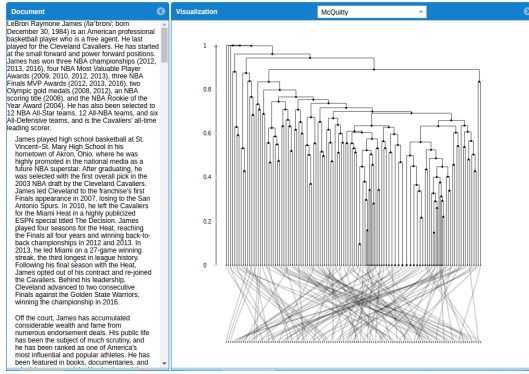 Document
LeBron Raymone James (/ləˈbrɒn/; born
December 30, 1984) is an American professional
basketball player who is a free agent. He last
played for the Cleveland Cavaliers. He has started
at the small forward and power forward positions.
James has won three NBA championships (2012,
2013, 2016), four NBA Most Valuable Player
Awards (2009, 2010, 2012, 2013), three NBA
Finals MVP Awards (2012, 2013, 2016), two
Olympic gold medals (2008, 2012), an NBA
scoring title (2008), and the NBA Rookie of the
Year Award (2004). He has also been selected to
12 NBA All-Star teams, 12 All-NBA teams, and six
All-Defensive teams, and is the Cavaliers' all-time
leading scorer.
James played high school basketball at St.
Vincent–St. Mary High School in his
hometown of Akron, Ohio, where he was
highly promoted in the national media as a
future NBA superstar. After graduating, he
was selected with the first overall pick in the
2003 NBA draft by the Cleveland Cavaliers.
James led Cleveland to the franchise's first
Finals appearance in 2007, losing to the San
Antonio Spurs. In 2010, he left the Cavaliers
for the Miami Heat in a highly publicized
ESPN special titled The Decision. James
played four seasons for the Heat, reaching
the Finals all four years and winning back-to-
back championships in 2012 and 2013. In
2013, he led Miami on a 27-game winning
streak, the third longest in league history.
Following his final season with the Heat,
James opted out of his contract and re-joined
the Cavaliers. Behind his leadership,
Cleveland advanced to two consecutive
Finals against the Golden State Warriors,
winning the championship in 2016.
Off the court, James has accumulated
considerable wealth and fame from
numerous endorsement deals. His public life
has been the subject of much scrutiny, and
he has been ranked as one of America's
most influential and popular athletes. He has
been featured in books, documentaries, and
Visualization
McQuitty
1
0.8
0.6
0.4
0.2
0